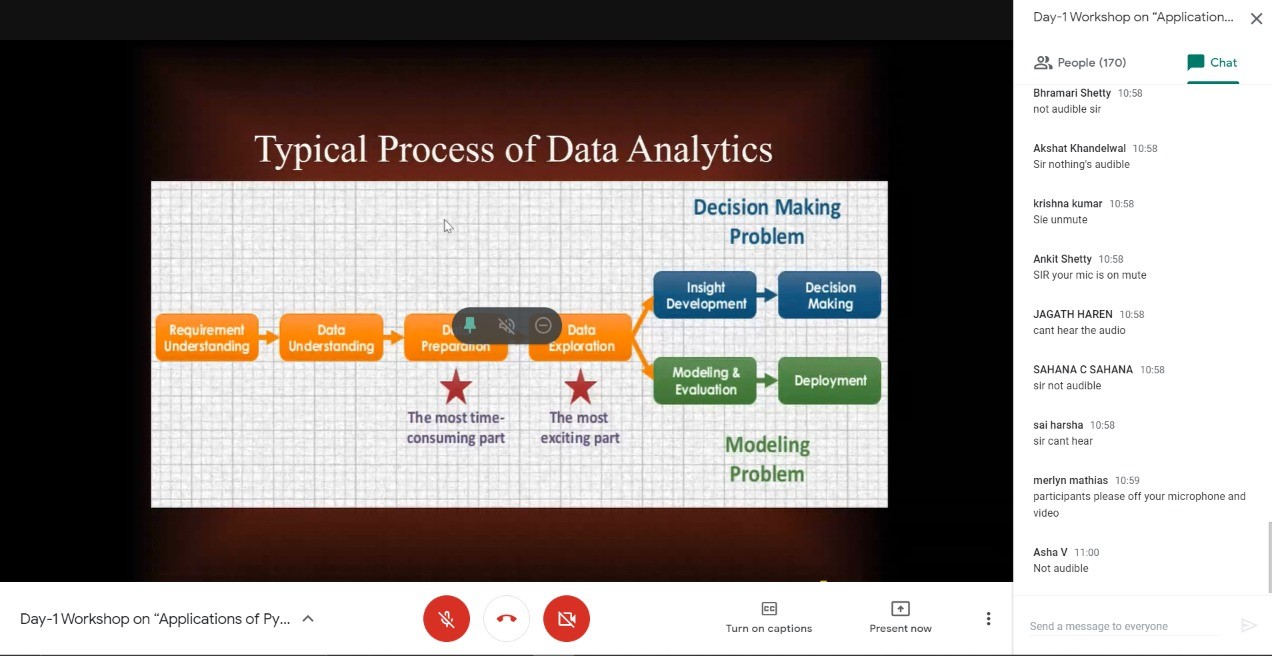 Typical Process of Data Analytics
Decision Making
Problem
Insight
Development
Decision
Making
Requirement
Understanding
Data
Understanding
Preparation
Data
Exploration
Modeling &
Evaluation
Deployment
The most time-
consuming part
The most
exciting part
Modeling
Problem
Day-1 Workshop on “Applications of Py...
Turn on captions
Present now
Day-1 Workshop on “Application...
People (170)
Chat
Bhramari Shetty 10:58
not audible sir
Akshat Khandelwal 10:58
Sir nothing's audible
krishna kumar 10:58
Sie unmute
Ankit Shetty 10:58
SIR your mic is on mute
JAGATH HAREN 10:58
cant hear the audio
SAHANA C SAHANA 10:58
sir not audible
sai harsha 10:58
sir cant hear
merlyn mathias 10:59
participants please off your microphone and
video
Asha V 11:00
Not audible
Send a message to everyone